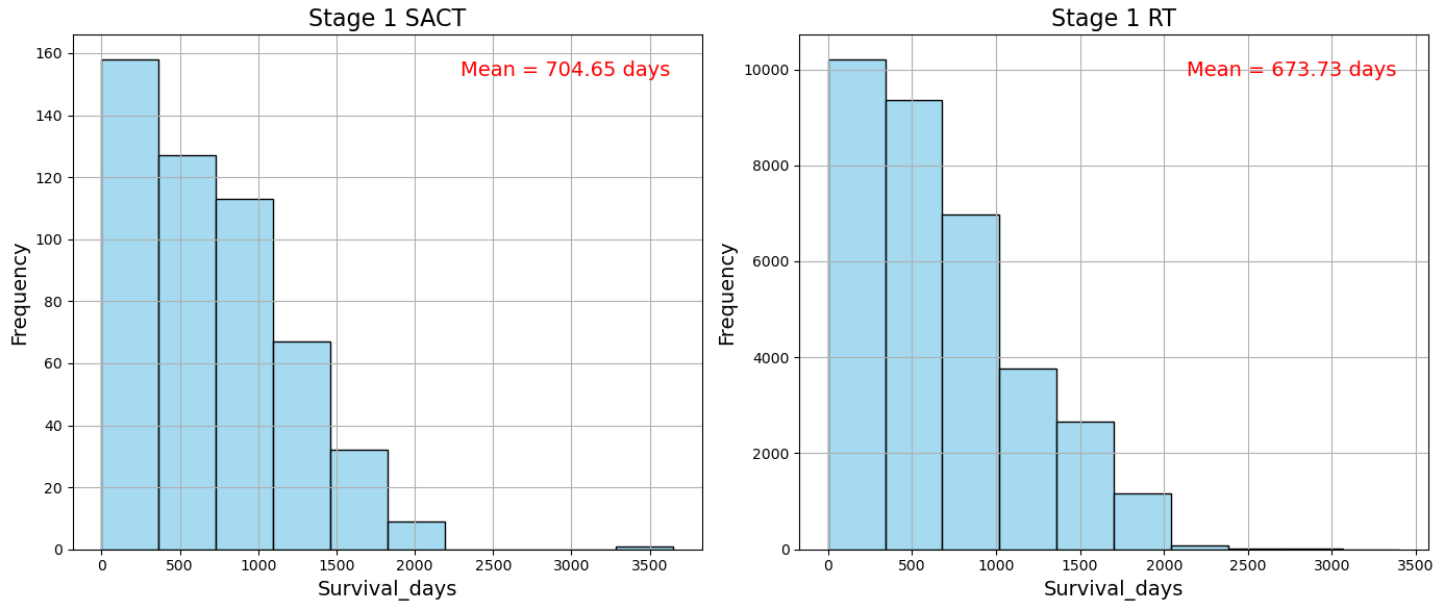 Stage 1 SACT
Mean = 704.65 days
160
140
120
100
80
60
40
20
0
Frequency
0 500 1000 1500 2000 2500 3000 3500
Survival_days
Stage 1 RT
Mean = 673.73 days
10000
8000
6000
4000
2000
0
Frequency
0 500 1000 1500 2000 2500 3000 3500
Survival_days